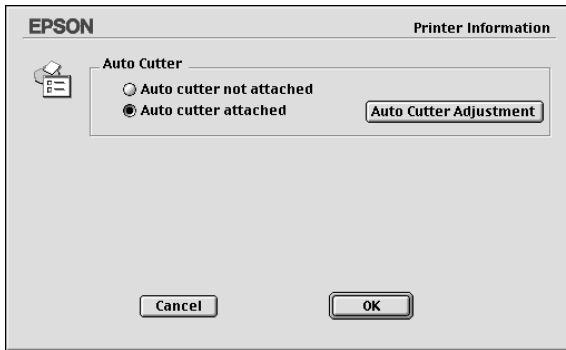 EPSON
Printer Information
Auto Cutter
Auto cutter not attached
Auto cutter attached
Auto Cutter Adjustment
Cancel
OK